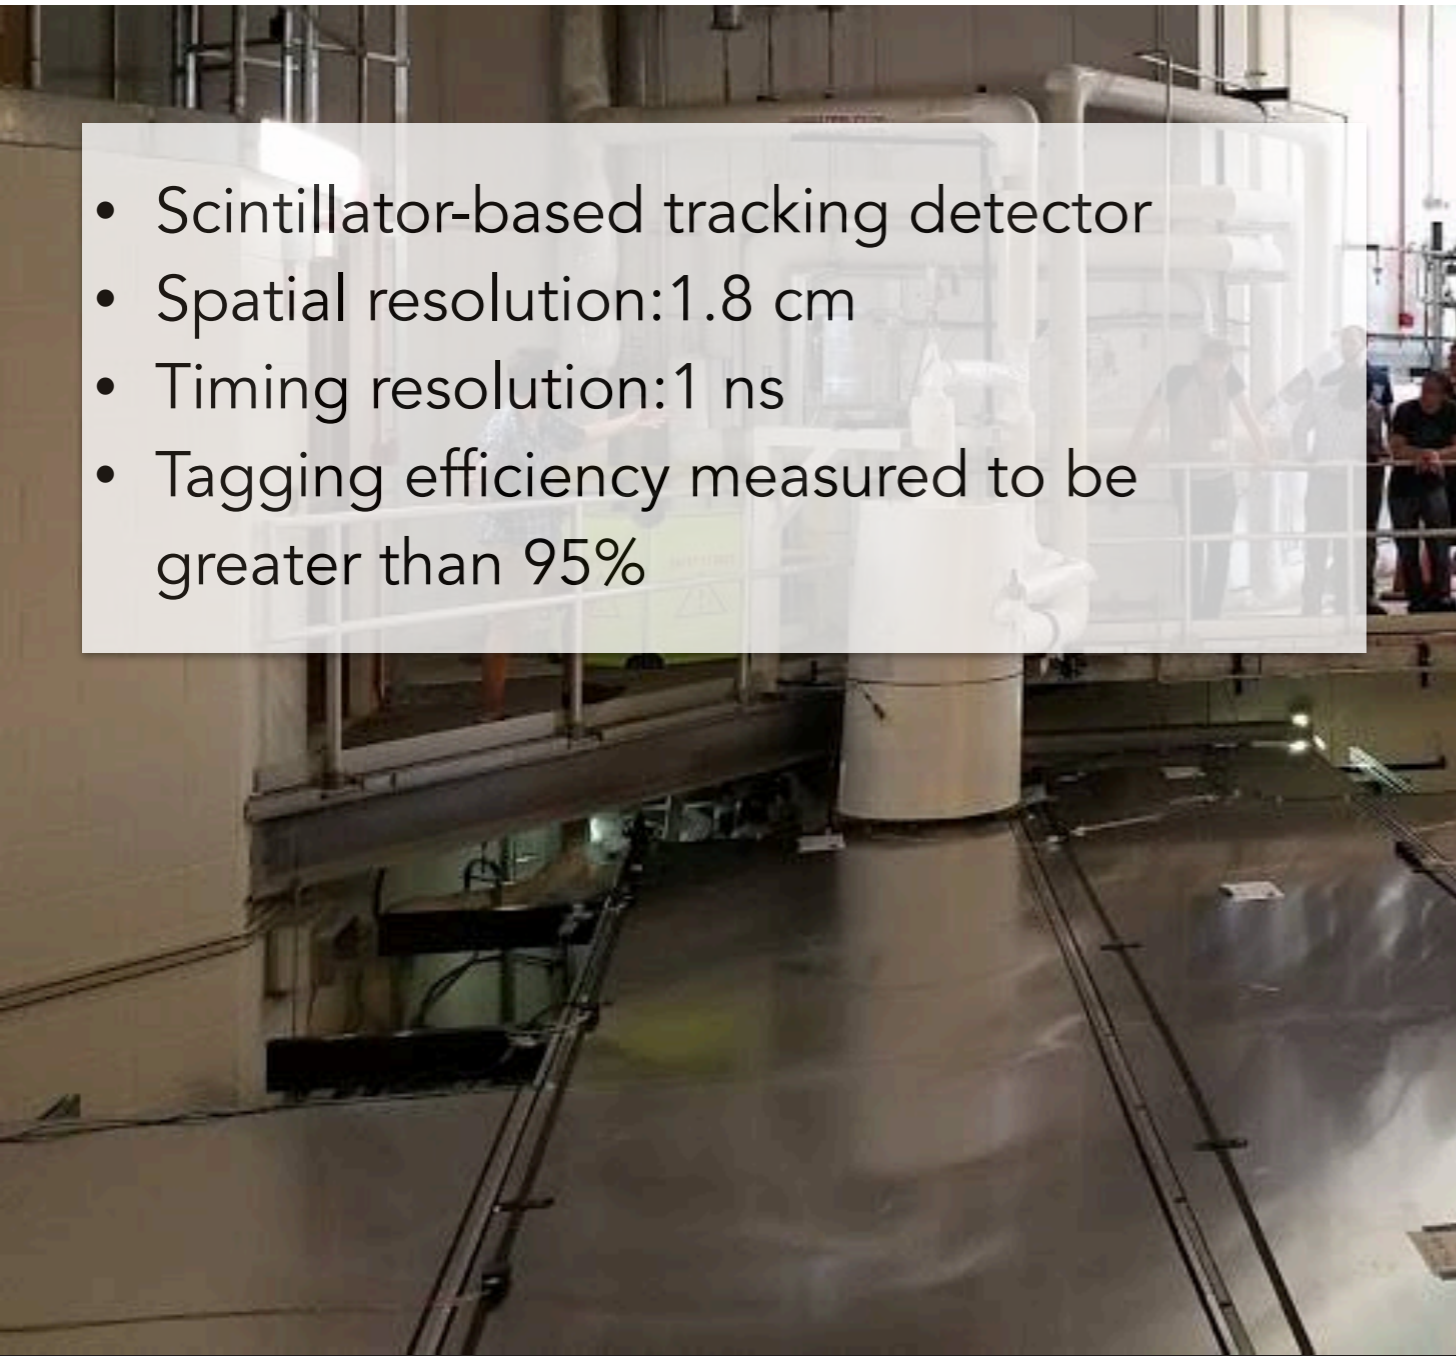 • Scintillator-based tracking detector
• Spatial resolution:1.8 cm
• Timing resolution:1 ns
• Tagging efficiency measured to be
greater than 95%